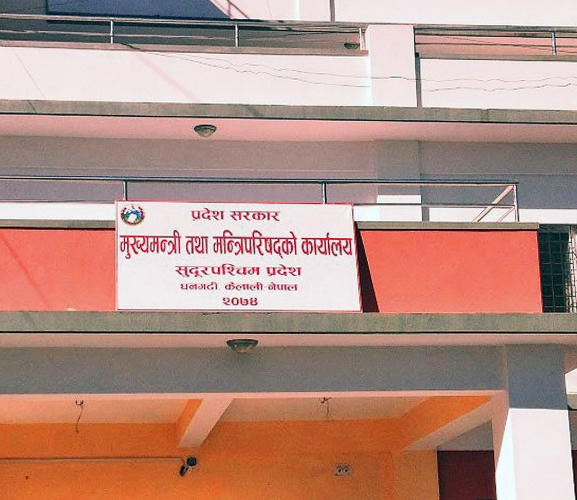 प्रदेश सरकार
मुख्यमन्त्री तथा मन्त्रिपरिषद्को कार्यालय
सुदूरपश्चिम प्रदेश
धनगढी, कैलाली-नेपाल
२०७४